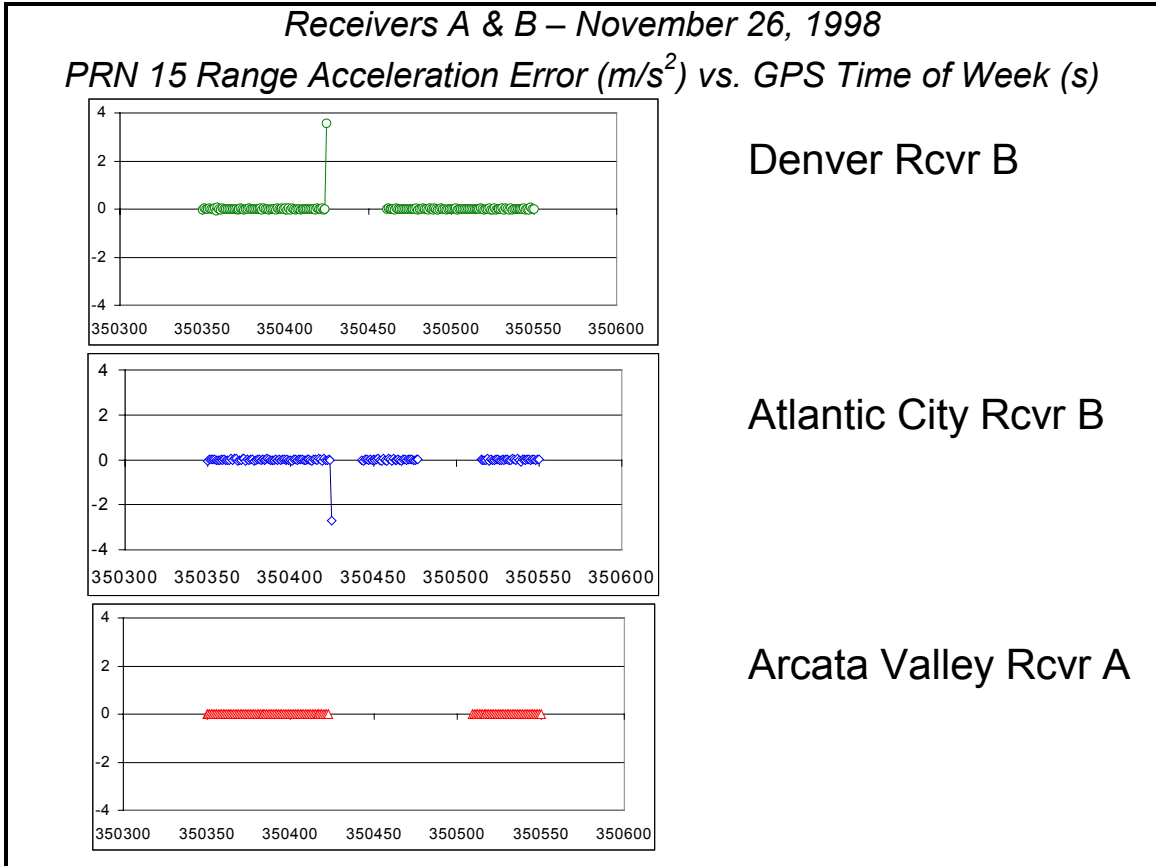 Receivers A & B – November 26, 1998
PRN 15 Range Acceleration Error (m/s²) vs. GPS Time of Week (s)
4
2
0
-2
-4
350300 350350 350400 350450 350500 350550 350600
Denver Rcvr B
4
2
0
-2
-4
350300 350350 350400 350450 350500 350550 350600
Atlantic City Rcvr B
4
2
0
-2
-4
350300 350350 350400 350450 350500 350550 350600
Arcata Valley Rcvr A